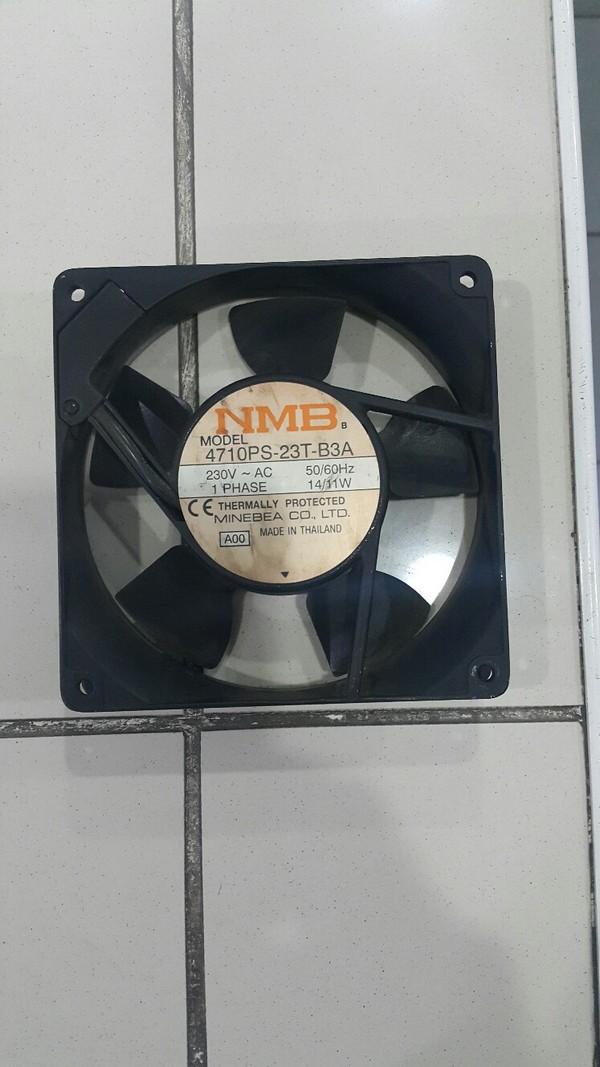 NMB B
MODEL
4710PS-23T-B3A
230V ~ AC 50/60Hz
1 PHASE 14/11W
CE THERMALLY PROTECTED
MINEBEA CO., LTD.
A00 MADE IN THAILAND